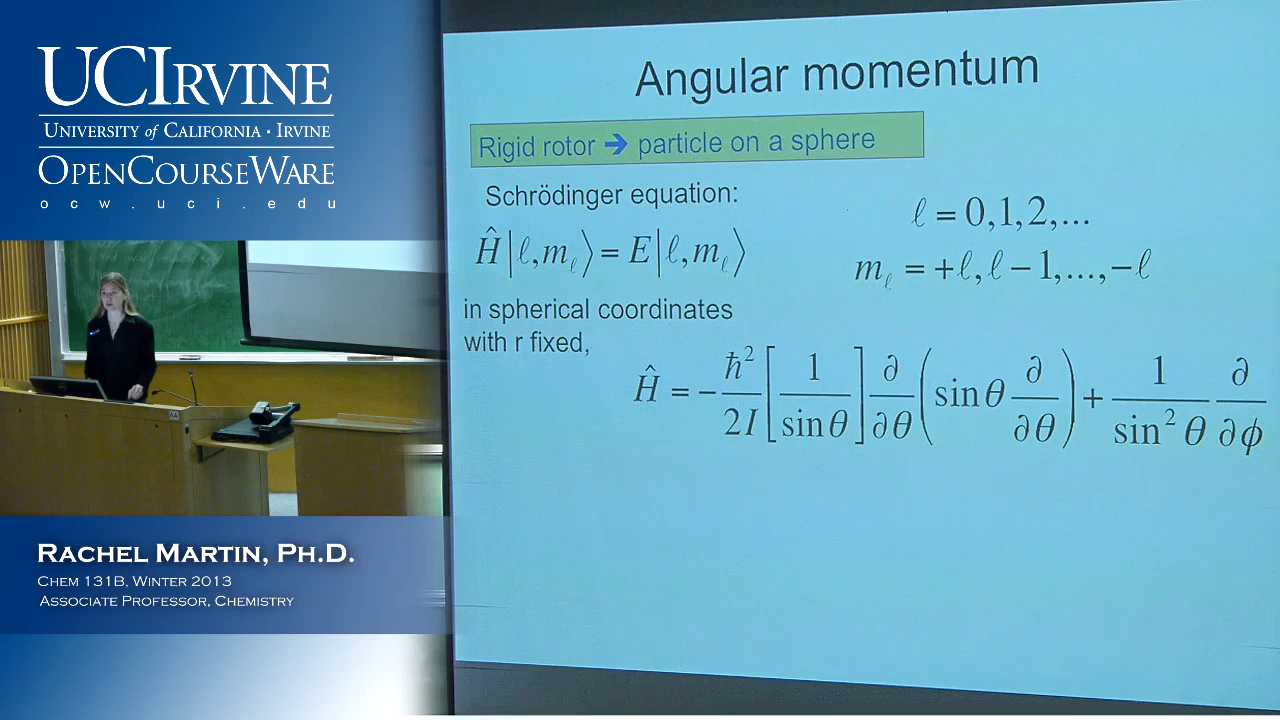 UCIRVINE
UNIVERSITY of CALIFORNIA · IRVINE
OPENCOURSEWARE
ocw.uci.edu
RACHEL MARTIN, PH.D.
CHEM 131B, WINTER 2013
ASSOCIATE PROFESSOR, CHEMISTRY
AA
Angular momentum
Rigid rotor ➔ particle on a sphere
Schrödinger equation:
Ĥ|ℓ,m_ℓ⟩ = E|ℓ,m_ℓ⟩
ℓ = 0,1,2,...
m_ℓ = +ℓ, ℓ−1,...,−ℓ
in spherical coordinates
with r fixed,
Ĥ = −ħ²/2I [1/sinθ] ∂/∂θ (sinθ ∂/∂θ) + 1/sin²θ ∂/∂ϕ